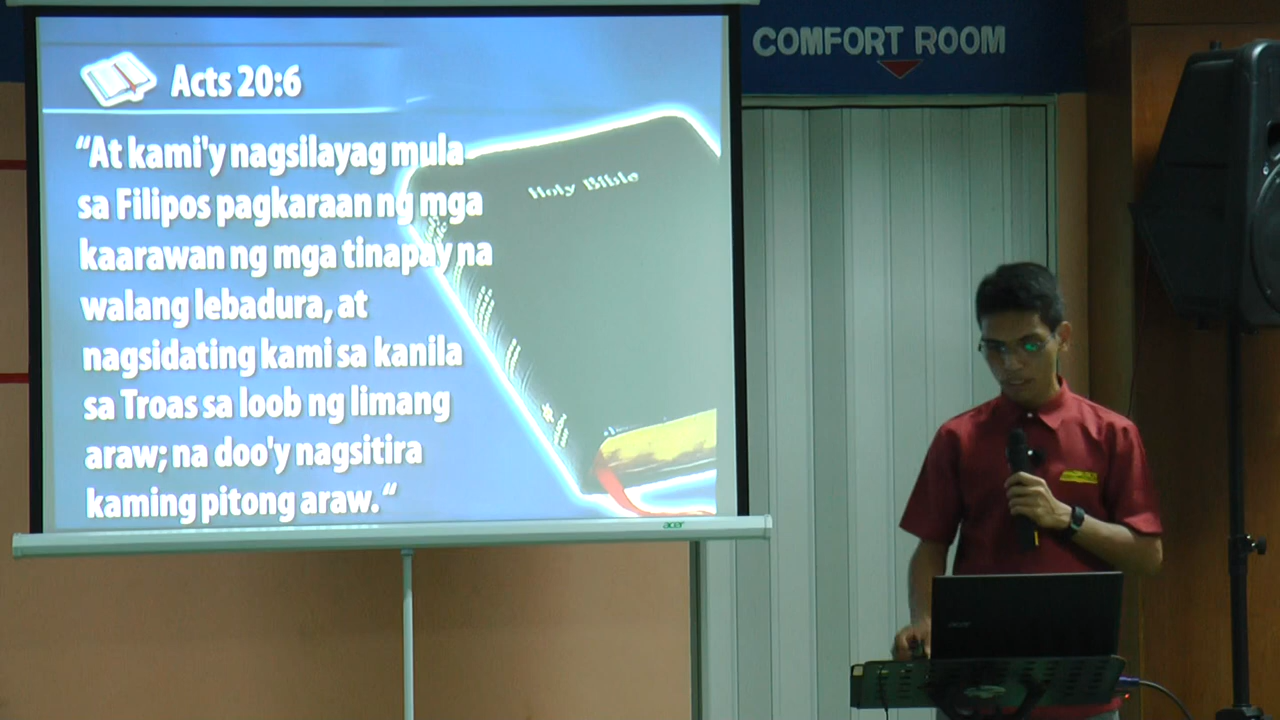 Acts 20:6
“At kami'y nagsilayag mula
sa Filipos pagkaraan ng mga
kaarawan ng mga tinapay na
walang lebadura, at
nagsidating kami sa kanila
sa Troas sa loob ng limang
araw; na doo'y nagsitira
kaming pitong araw. “
Holy Bible
acer
COMFORT ROOM
acer